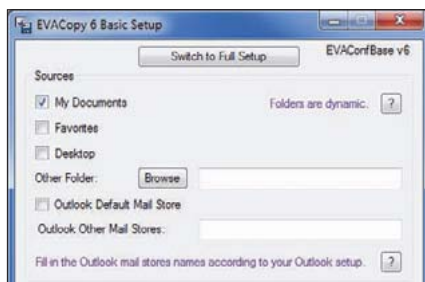 EVACopy 6 Basic Setup
Switch to Full Setup
EVAConfBase v6
Sources
My Documents
Folders are dynamic.
?
Favorites
Desktop
Other Folder:
Browse
Outlook Default Mail Store
Outlook Other Mail Stores:
Fill in the Outlook mail stores names according to your Outlook setup.
?